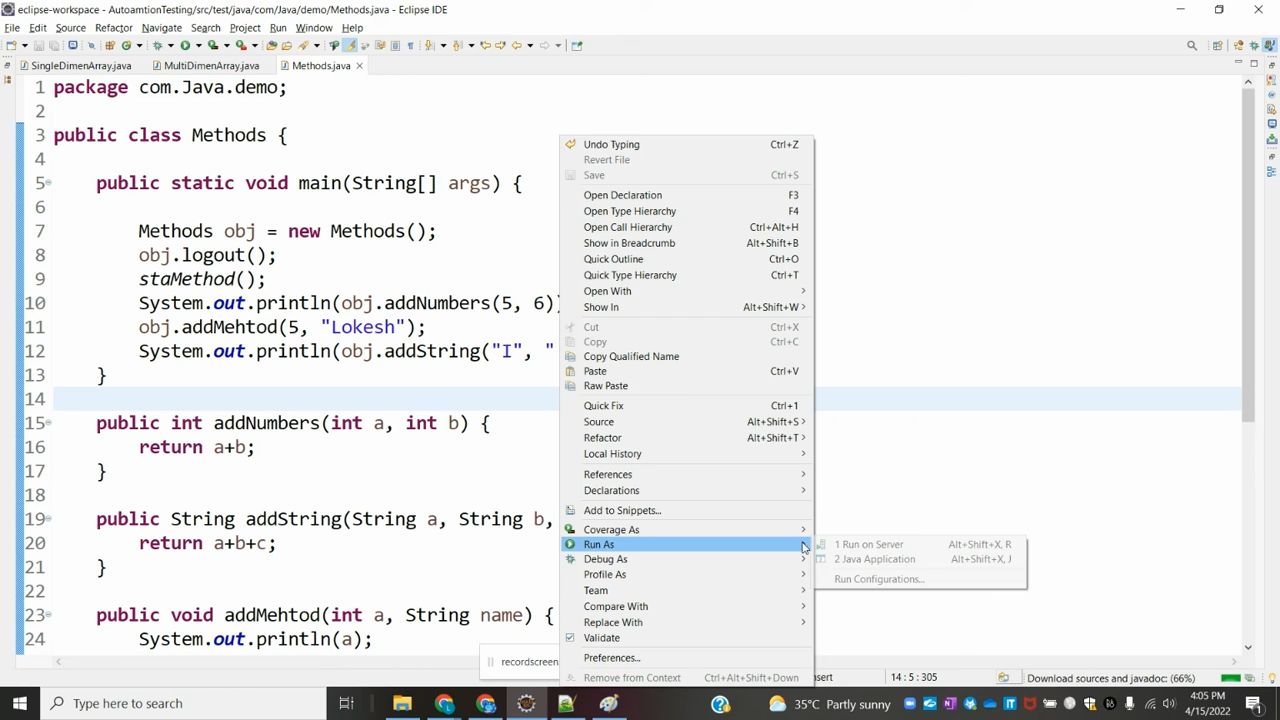 eclipse-workspace - AutoamtionTesting/src/test/java/com/Java/demo/Methods.java - Eclipse IDE
File Edit Source Refactor Navigate Search Project Run Window Help
SingleDimenArray.java MultiDimenArray.java Methods.java
1 package com.Java.demo;
2
3 public class Methods {
4
5 public static void main(String[] args) {
6
7 Methods obj = new Methods();
8 obj.logout();
9 staMethod();
10 System.out.println(obj.addNumbers(5, 6))
11 obj.addMehtod(5, "Lokesh");
12 System.out.println(obj.addString("I", "
13 }
14
15 public int addNumbers(int a, int b) {
16 return a+b;
17 }
18
19 public String addString(String a, String b,
20 return a+b+c;
21 }
22
23 public void addMehtod(int a, String name) {
24 System.out.println(a);
Undo Typing Ctrl+Z
Revert File
Save Ctrl+S
Open Declaration F3
Open Type Hierarchy F4
Open Call Hierarchy Ctrl+Alt+H
Show in Breadcrumb Alt+Shift+B
Quick Outline Ctrl+O
Quick Type Hierarchy Ctrl+T
Open With
Show In Alt+Shift+W
Cut Ctrl+X
Copy Ctrl+C
Copy Qualified Name
Paste Ctrl+V
Raw Paste
Quick Fix Ctrl+1
Source Alt+Shift+S
Refactor Alt+Shift+T
Local History
References
Declarations
Add to Snippets...
Coverage As
Run As
Debug As
Profile As
Team
Compare With
Replace With
Validate
Preferences...
Remove from Context Ctrl+Alt+Shift+Down
1 Run on Server Alt+Shift+X, R
2 Java Application Alt+Shift+X, J
Run Configurations...
recordscreen
14 : 5 : 305
Download sources and javadoc: (66%)
Type here to search
35°C Partly sunny
4:05 PM
4/15/2022